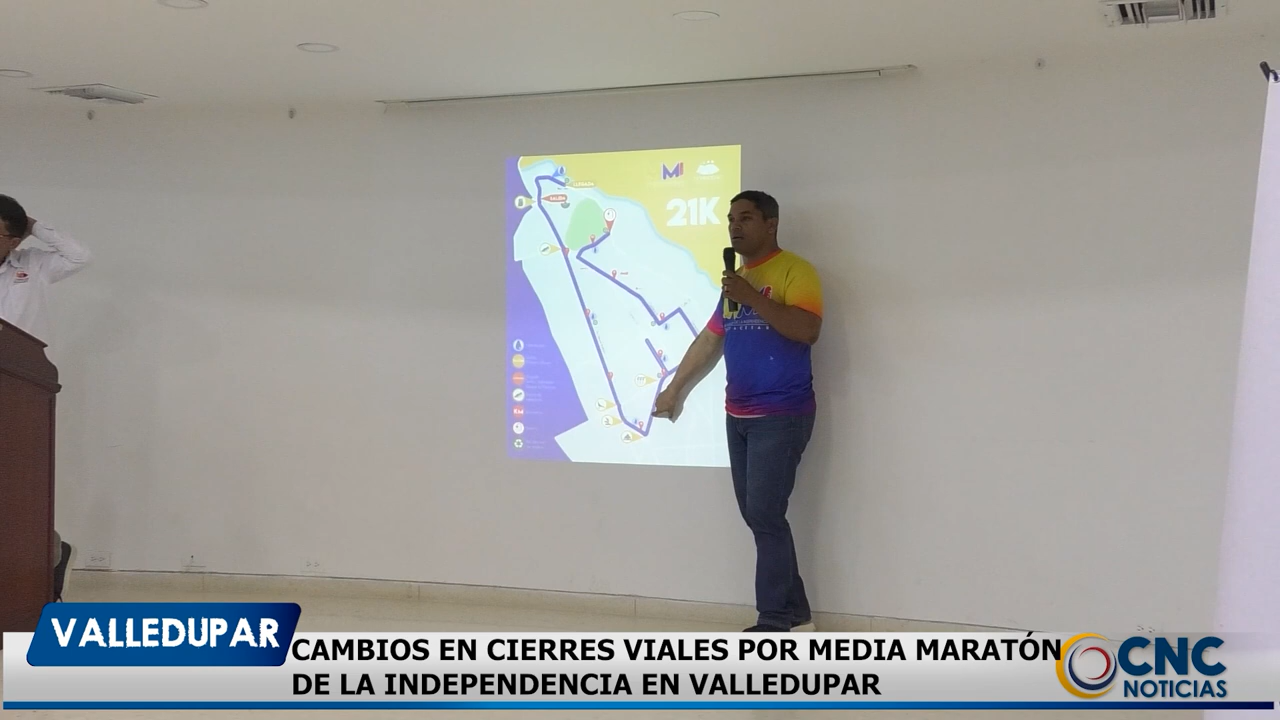 21K
VALLEDUPAR
CAMBIOS EN CIERRES VIALES POR MEDIA MARATÓN
DE LA INDEPENDENCIA EN VALLEDUPAR
CNC
NOTICIAS